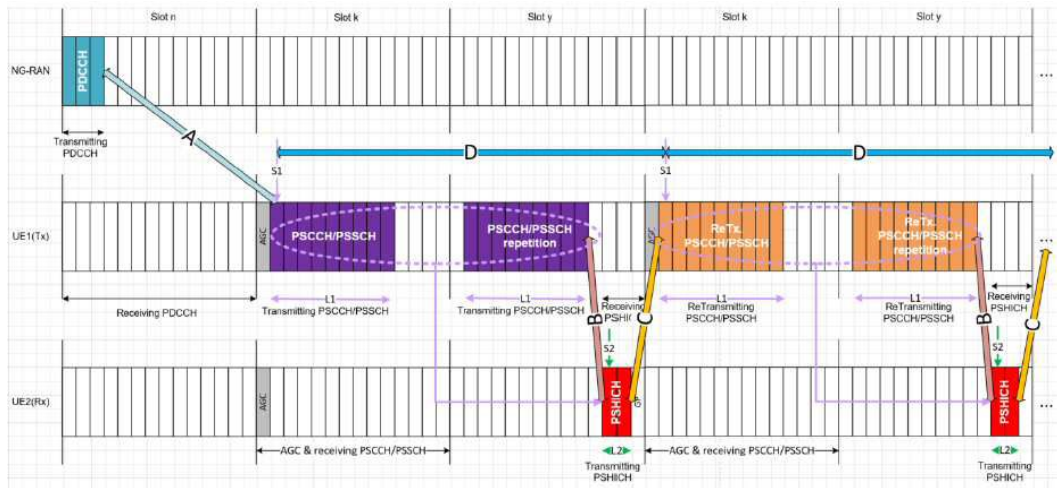 Slot n
Slot k
Slot y
Slot k
Slot y
NG-RAN
PDCCH
...
Transmitting
PDCCH
A
D
D
S1
S1
UE1(Tx)
AGC
PSCCH/PSSCH
PSCCH/PSSCH
repetition
AGC
ReTx.
PSCCH/PSSCH
ReTx.
PSCCH/PSSCH
repetition
...
Receiving PDCCH
L1
Transmitting PSCCH/PSSCH
L1
Transmitting PSCCH/PSSCH
B
Receiving
PSHICH
C
L1
ReTransmitting
PSCCH/PSSCH
L1
ReTransmitting
PSCCH/PSSCH
B
Receiving
PSHICH
C
S2
S2
UE2(Rx)
AGC
PSHICH
GP
PSHICH
...
AGC & receiving PSCCH/PSSCH
L2
Transmitting
PSHICH
AGC & receiving PSCCH/PSSCH
L2
Transmitting
PSHICH